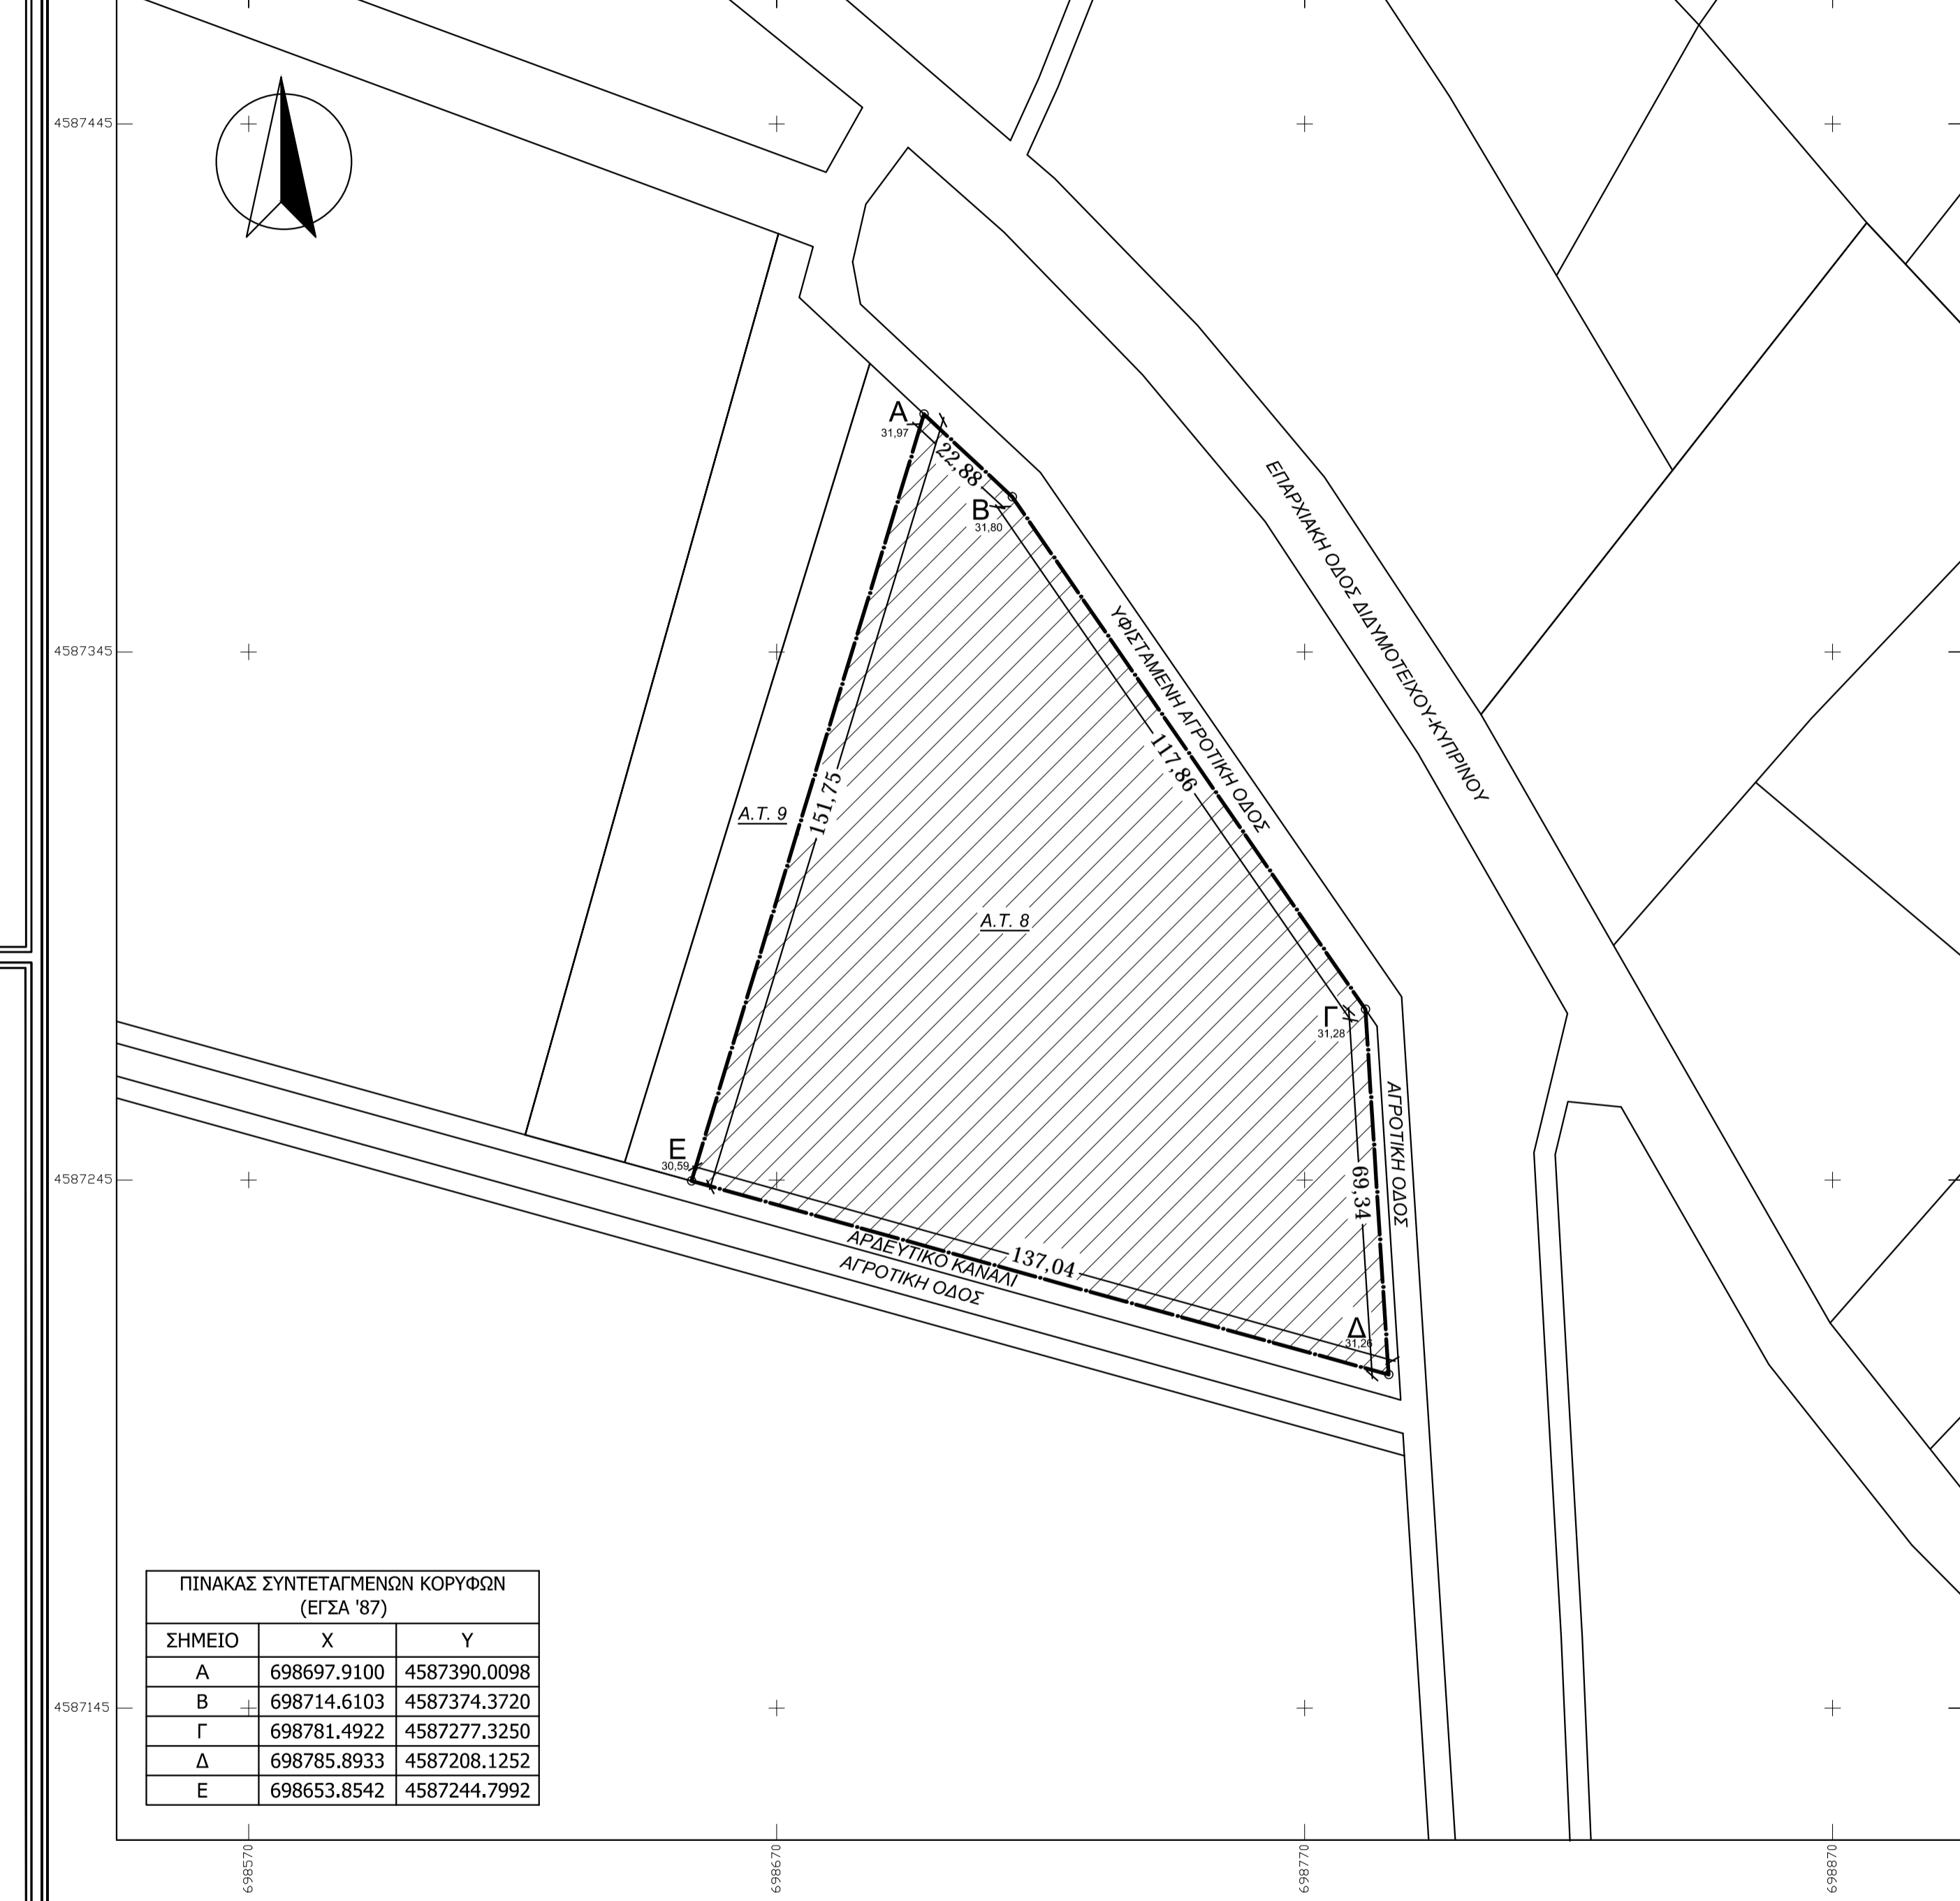 4587445
4587345
4587245
4587145
698570
698670
698770
698870
Α
31,97
22,88
Β
31,80
ΕΠΑΡΧΙΑΚΗ ΟΔΟΣ ΔΙΔΥΜΟΤΕΙΧΟΥ-ΚΥΠΡΙΝΟΥ
ΥΦΙΣΤΑΜΕΝΗ ΑΓΡΟΤΙΚΗ ΟΔΟΣ
117,86
151,75
Α.Τ. 9
Α.Τ. 8
Γ
31,28
ΑΓΡΟΤΙΚΗ ΟΔΟΣ
69,34
Ε
30,59
137,04
ΑΡΔΕΥΤΙΚΟ ΚΑΝΑΛΙ
ΑΓΡΟΤΙΚΗ ΟΔΟΣ
Δ
31,26
ΠΙΝΑΚΑΣ ΣΥΝΤΕΤΑΓΜΕΝΩΝ ΚΟΡΥΦΩΝ
(ΕΓΣΑ '87)
ΣΗΜΕΙΟ Χ Υ
Α 698697.9100 4587390.0098
Β 698714.6103 4587374.3720
Γ 698781.4922 4587277.3250
Δ 698785.8933 4587208.1252
Ε 698653.8542 4587244.7992